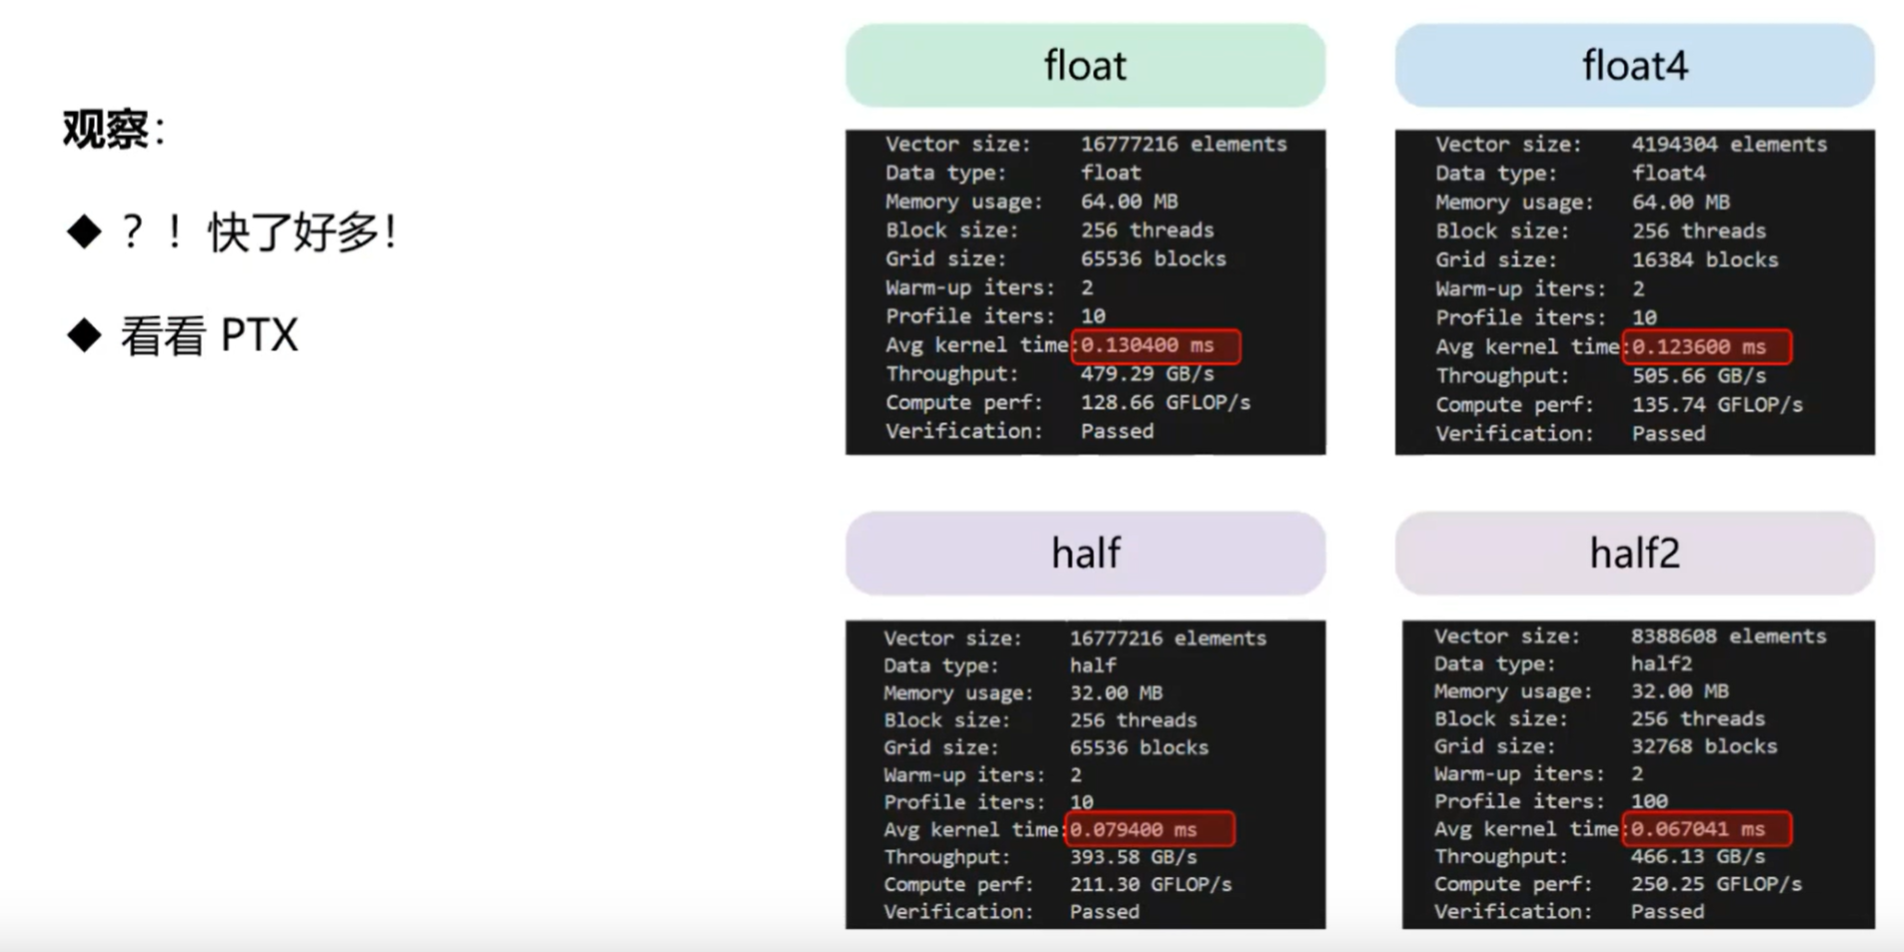 观察：
◆ ？！快了好多！
◆ 看看 PTX
float
Vector size: 16777216 elements
Data type: float
Memory usage: 64.00 MB
Block size: 256 threads
Grid size: 65536 blocks
Warm-up iters: 2
Profile iters: 10
Avg kernel time:0.130400 ms
Throughput: 479.29 GB/s
Compute perf: 128.66 GFLOP/s
Verification: Passed
float4
Vector size: 4194304 elements
Data type: float4
Memory usage: 64.00 MB
Block size: 256 threads
Grid size: 16384 blocks
Warm-up iters: 2
Profile iters: 10
Avg kernel time:0.123600 ms
Throughput: 505.66 GB/s
Compute perf: 135.74 GFLOP/s
Verification: Passed
half
Vector size: 16777216 elements
Data type: half
Memory usage: 32.00 MB
Block size: 256 threads
Grid size: 65536 blocks
Warm-up iters: 2
Profile iters: 10
Avg kernel time:0.079400 ms
Throughput: 393.58 GB/s
Compute perf: 211.30 GFLOP/s
Verification: Passed
half2
Vector size: 8388608 elements
Data type: half2
Memory usage: 32.00 MB
Block size: 256 threads
Grid size: 32768 blocks
Warm-up iters: 2
Profile iters: 100
Avg kernel time:0.067041 ms
Throughput: 466.13 GB/s
Compute perf: 250.25 GFLOP/s
Verification: Passed